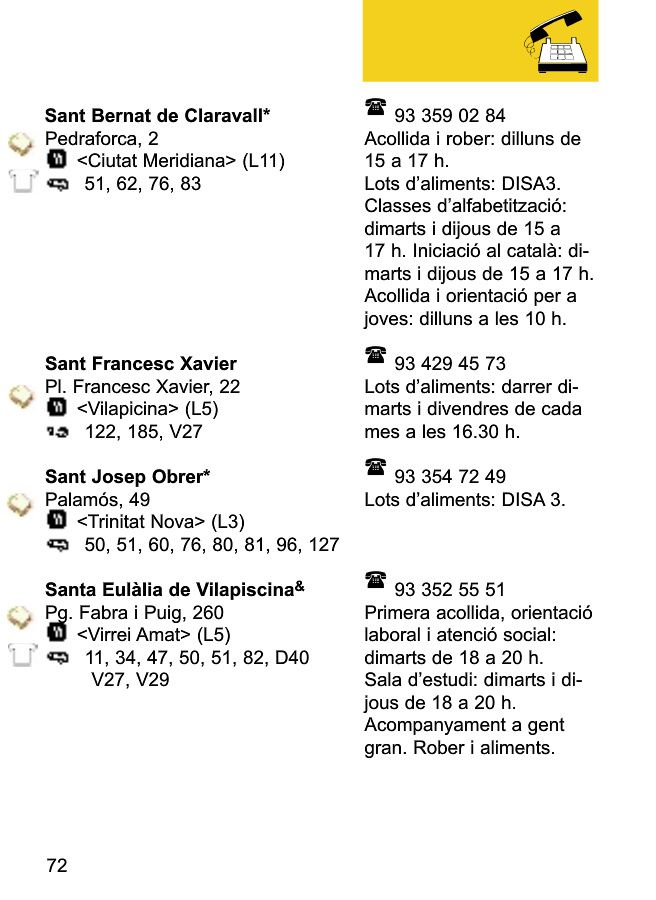 Sant Bernat de Claravall*
Pedraforca, 2
<Ciutat Meridiana> (L11)
51, 62, 76, 83
93 359 02 84
Acollida i rober: dilluns de
15 a 17 h.
Lots d’aliments: DISA3.
Classes d’alfabetització:
dimarts i dijous de 15 a
17 h. Iniciació al català: di-
marts i dijous de 15 a 17 h.
Acollida i orientació per a
joves: dilluns a les 10 h.
Sant Francesc Xavier
Pl. Francesc Xavier, 22
<Vilapicina> (L5)
122, 185, V27
93 429 45 73
Lots d’aliments: darrer di-
marts i divendres de cada
mes a les 16.30 h.
Sant Josep Obrer*
Palamós, 49
<Trinitat Nova> (L3)
50, 51, 60, 76, 80, 81, 96, 127
93 354 72 49
Lots d’aliments: DISA 3.
Santa Eulàlia de Vilapiscina&
Pg. Fabra i Puig, 260
<Virrei Amat> (L5)
11, 34, 47, 50, 51, 82, D40
V27, V29
93 352 55 51
Primera acollida, orientació
laboral i atenció social:
dimarts de 18 a 20 h.
Sala d’estudi: dimarts i di-
jous de 18 a 20 h.
Acompanyament a gent
gran. Rober i aliments.
72